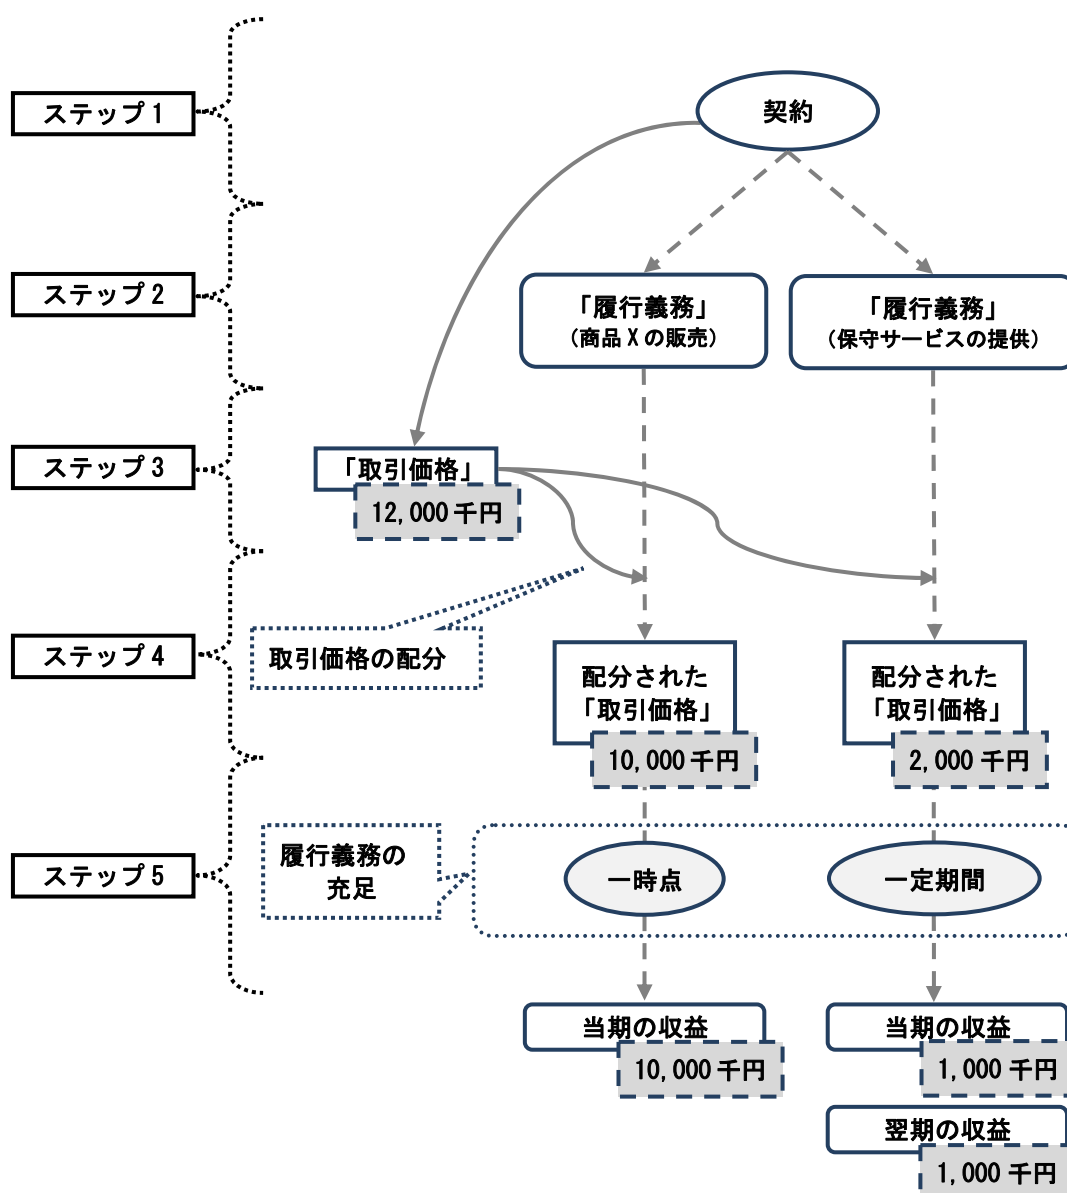 ステップ1
契約
ステップ2
「履行義務」
(商品Xの販売)
「履行義務」
(保守サービスの提供)
ステップ3
「取引価格」
12,000千円
ステップ4
取引価格の配分
配分された
「取引価格」
10,000千円
配分された
「取引価格」
2,000千円
ステップ5
履行義務の
充足
一時点
一定期間
当期の収益
10,000千円
当期の収益
1,000千円
翌期の収益
1,000千円